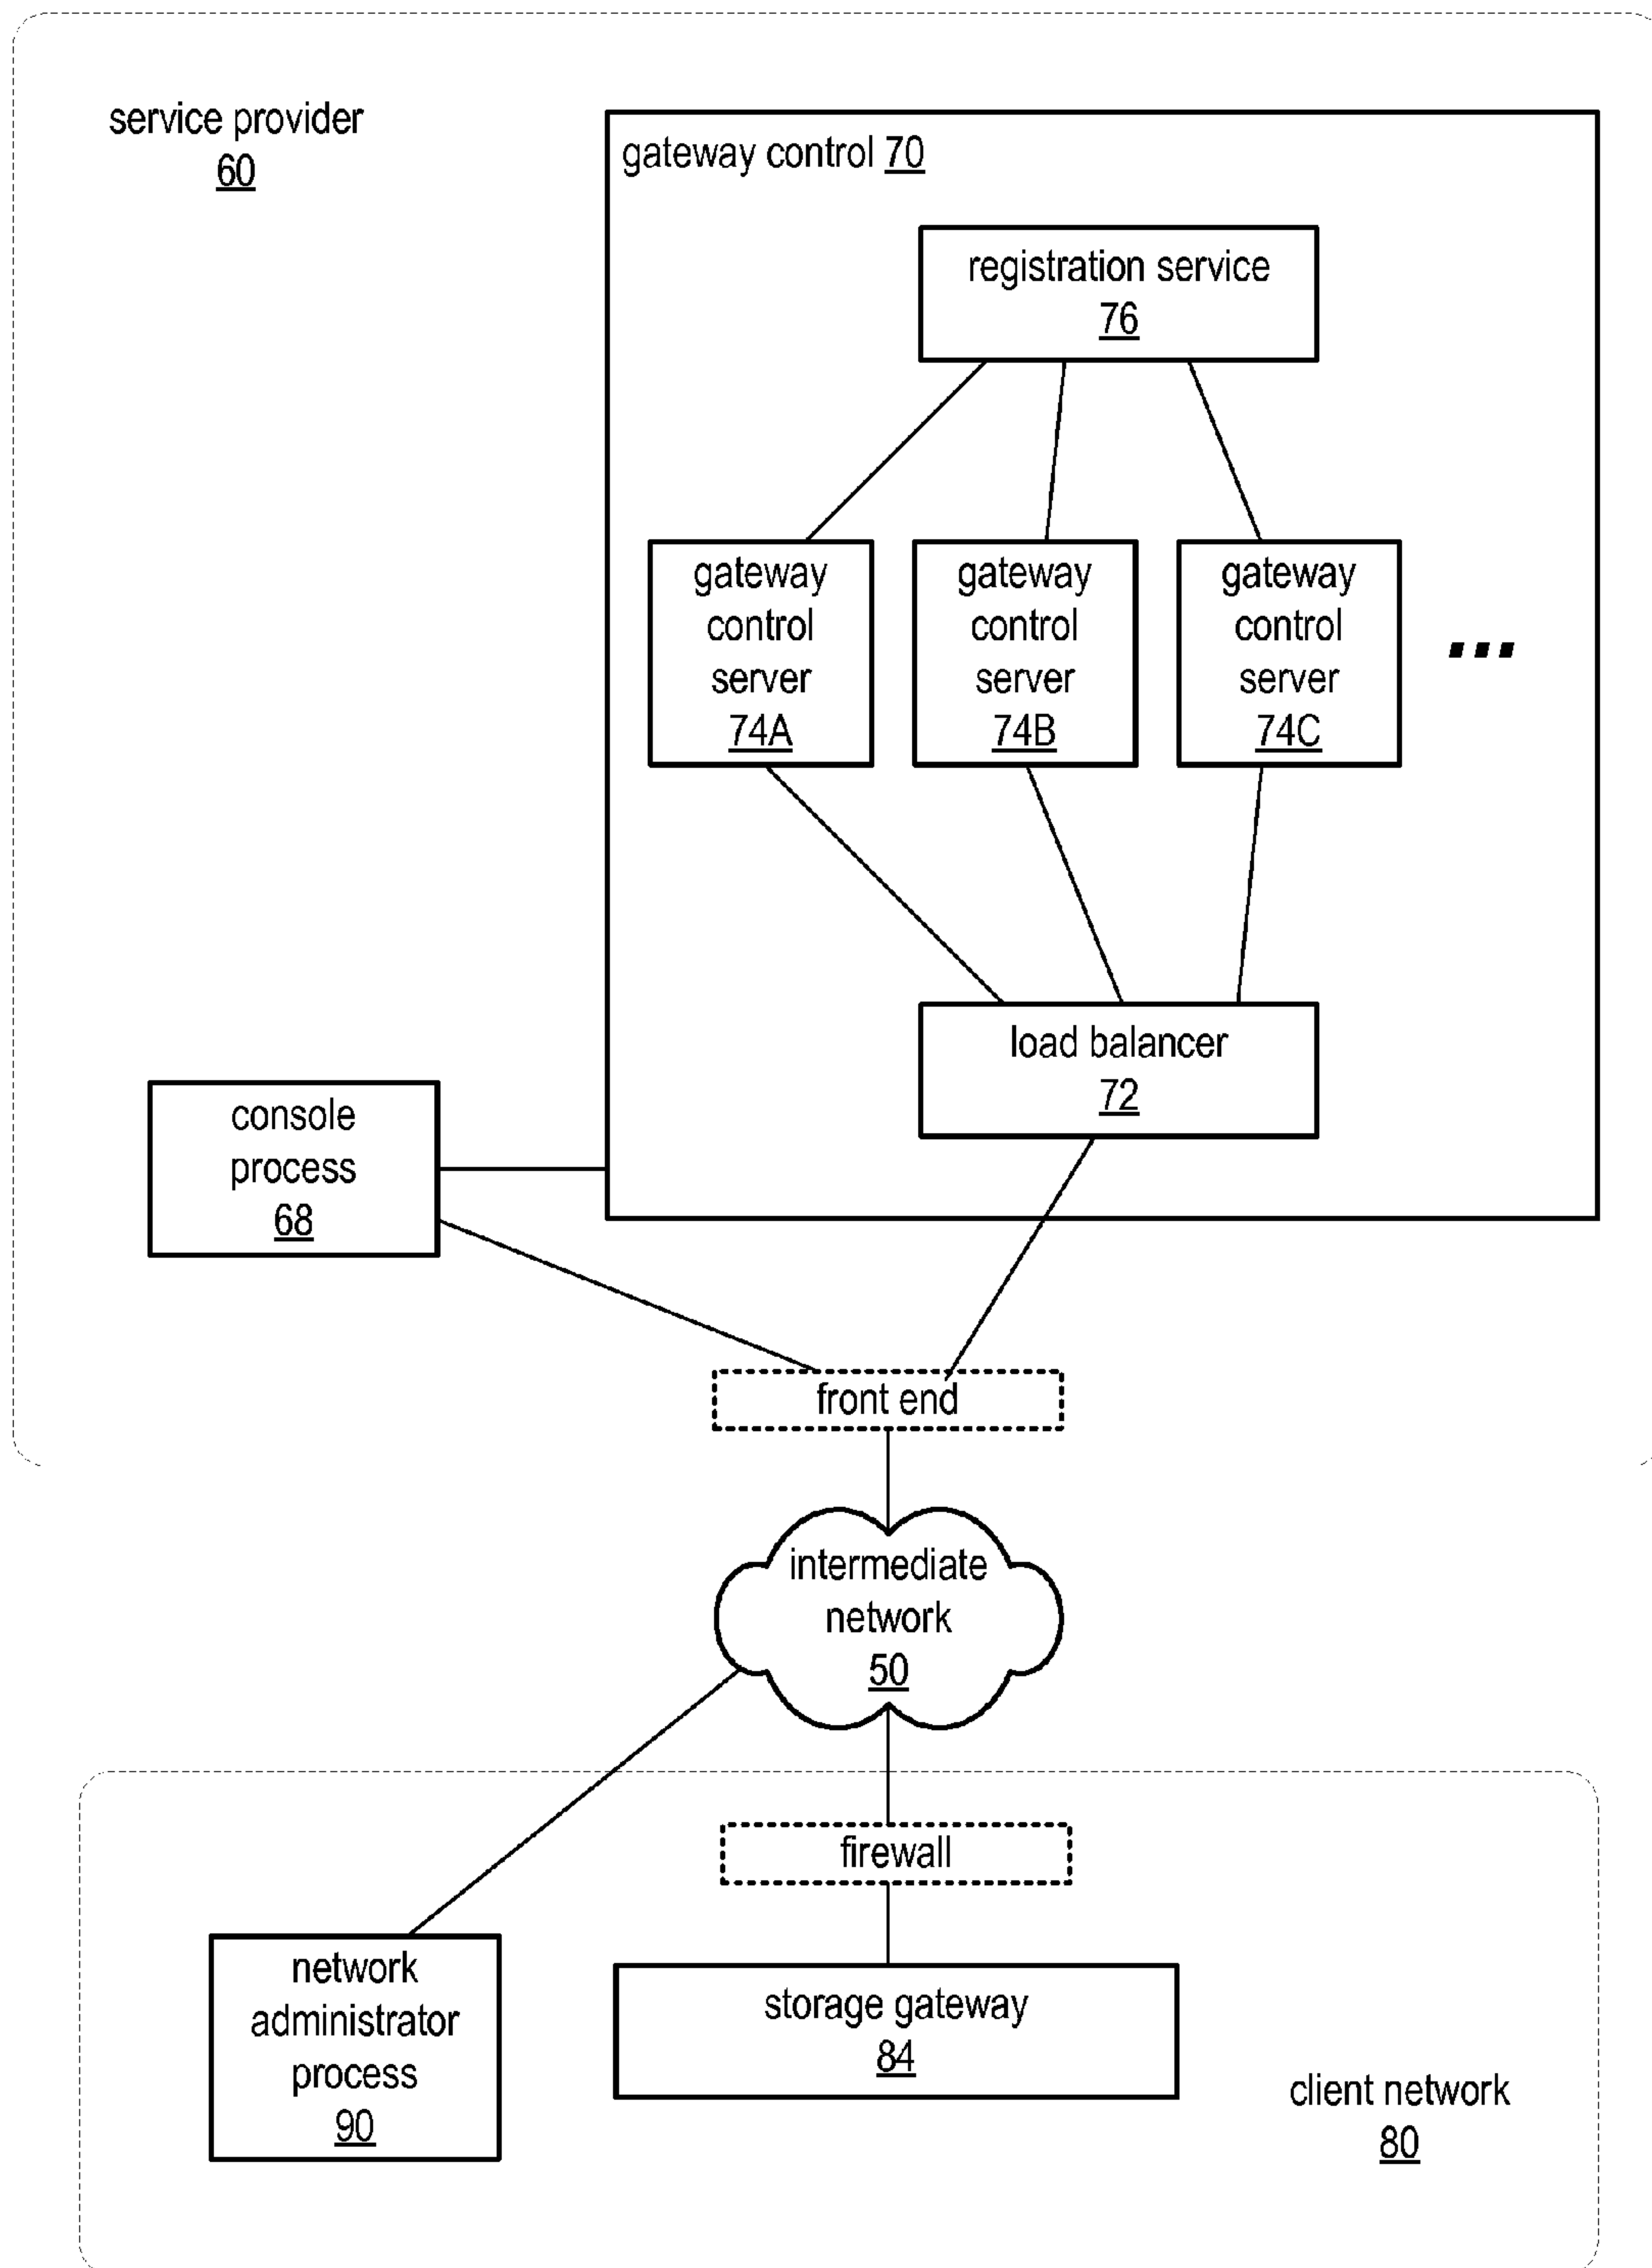 service provider
60
gateway control 70
registration service
76
gateway
control
server
74A
gateway
control
server
74B
gateway
control
server
74C
...
load balancer
72
console
process
68
front end
intermediate
network
50
firewall
network
administrator
process
90
storage gateway
84
client network
80